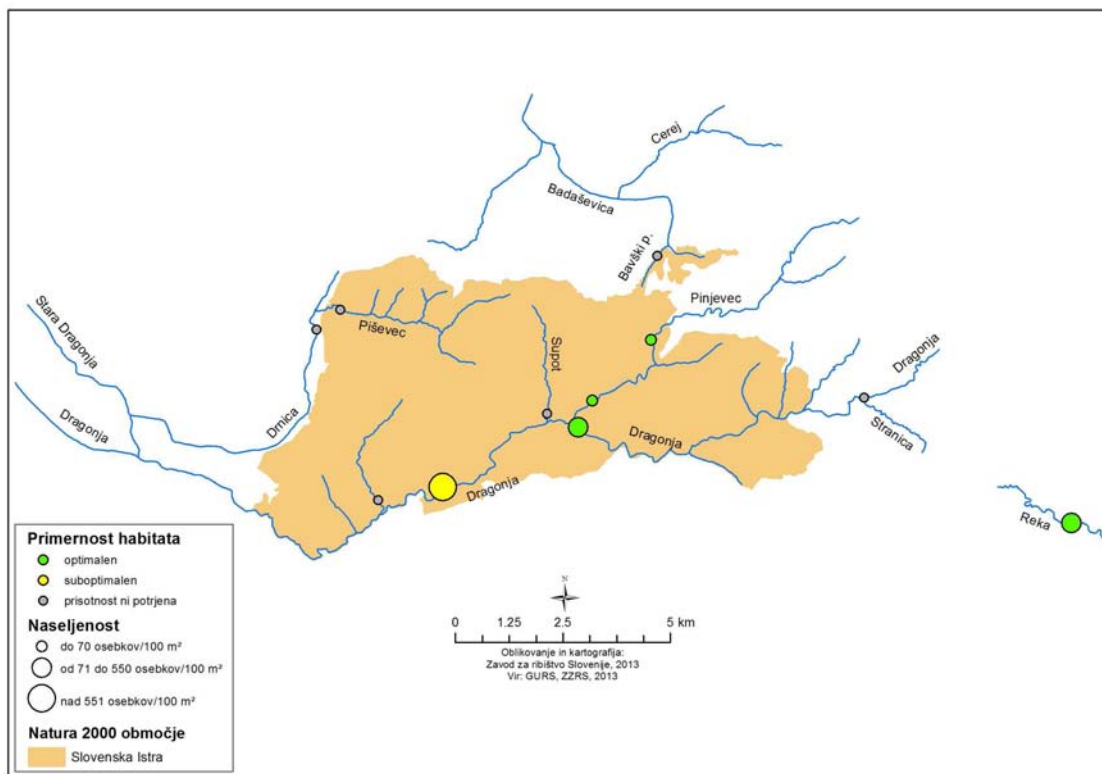 Cerej
Badaševica
Bavški p.
Pinjevec
Stara Dragonja
Piševec
Supot
Dragonja
Drnica
Dragonja
Stranica
Dragonja
Dragonja
Reka
Primernost habitata
optimalen
suboptimalen
prisotnost ni potrjena
Naseljenost
do 70 osebkov/100 m²
od 71 do 550 osebkov/100 m²
nad 551 osebkov/100 m²
Natura 2000 območje
Slovenska Istra
N
0 1.25 2.5 5 km
Oblikovanje in kartografija:
Zavod za ribištvo Slovenije, 2013
Vir: GURS, ZZRS, 2013